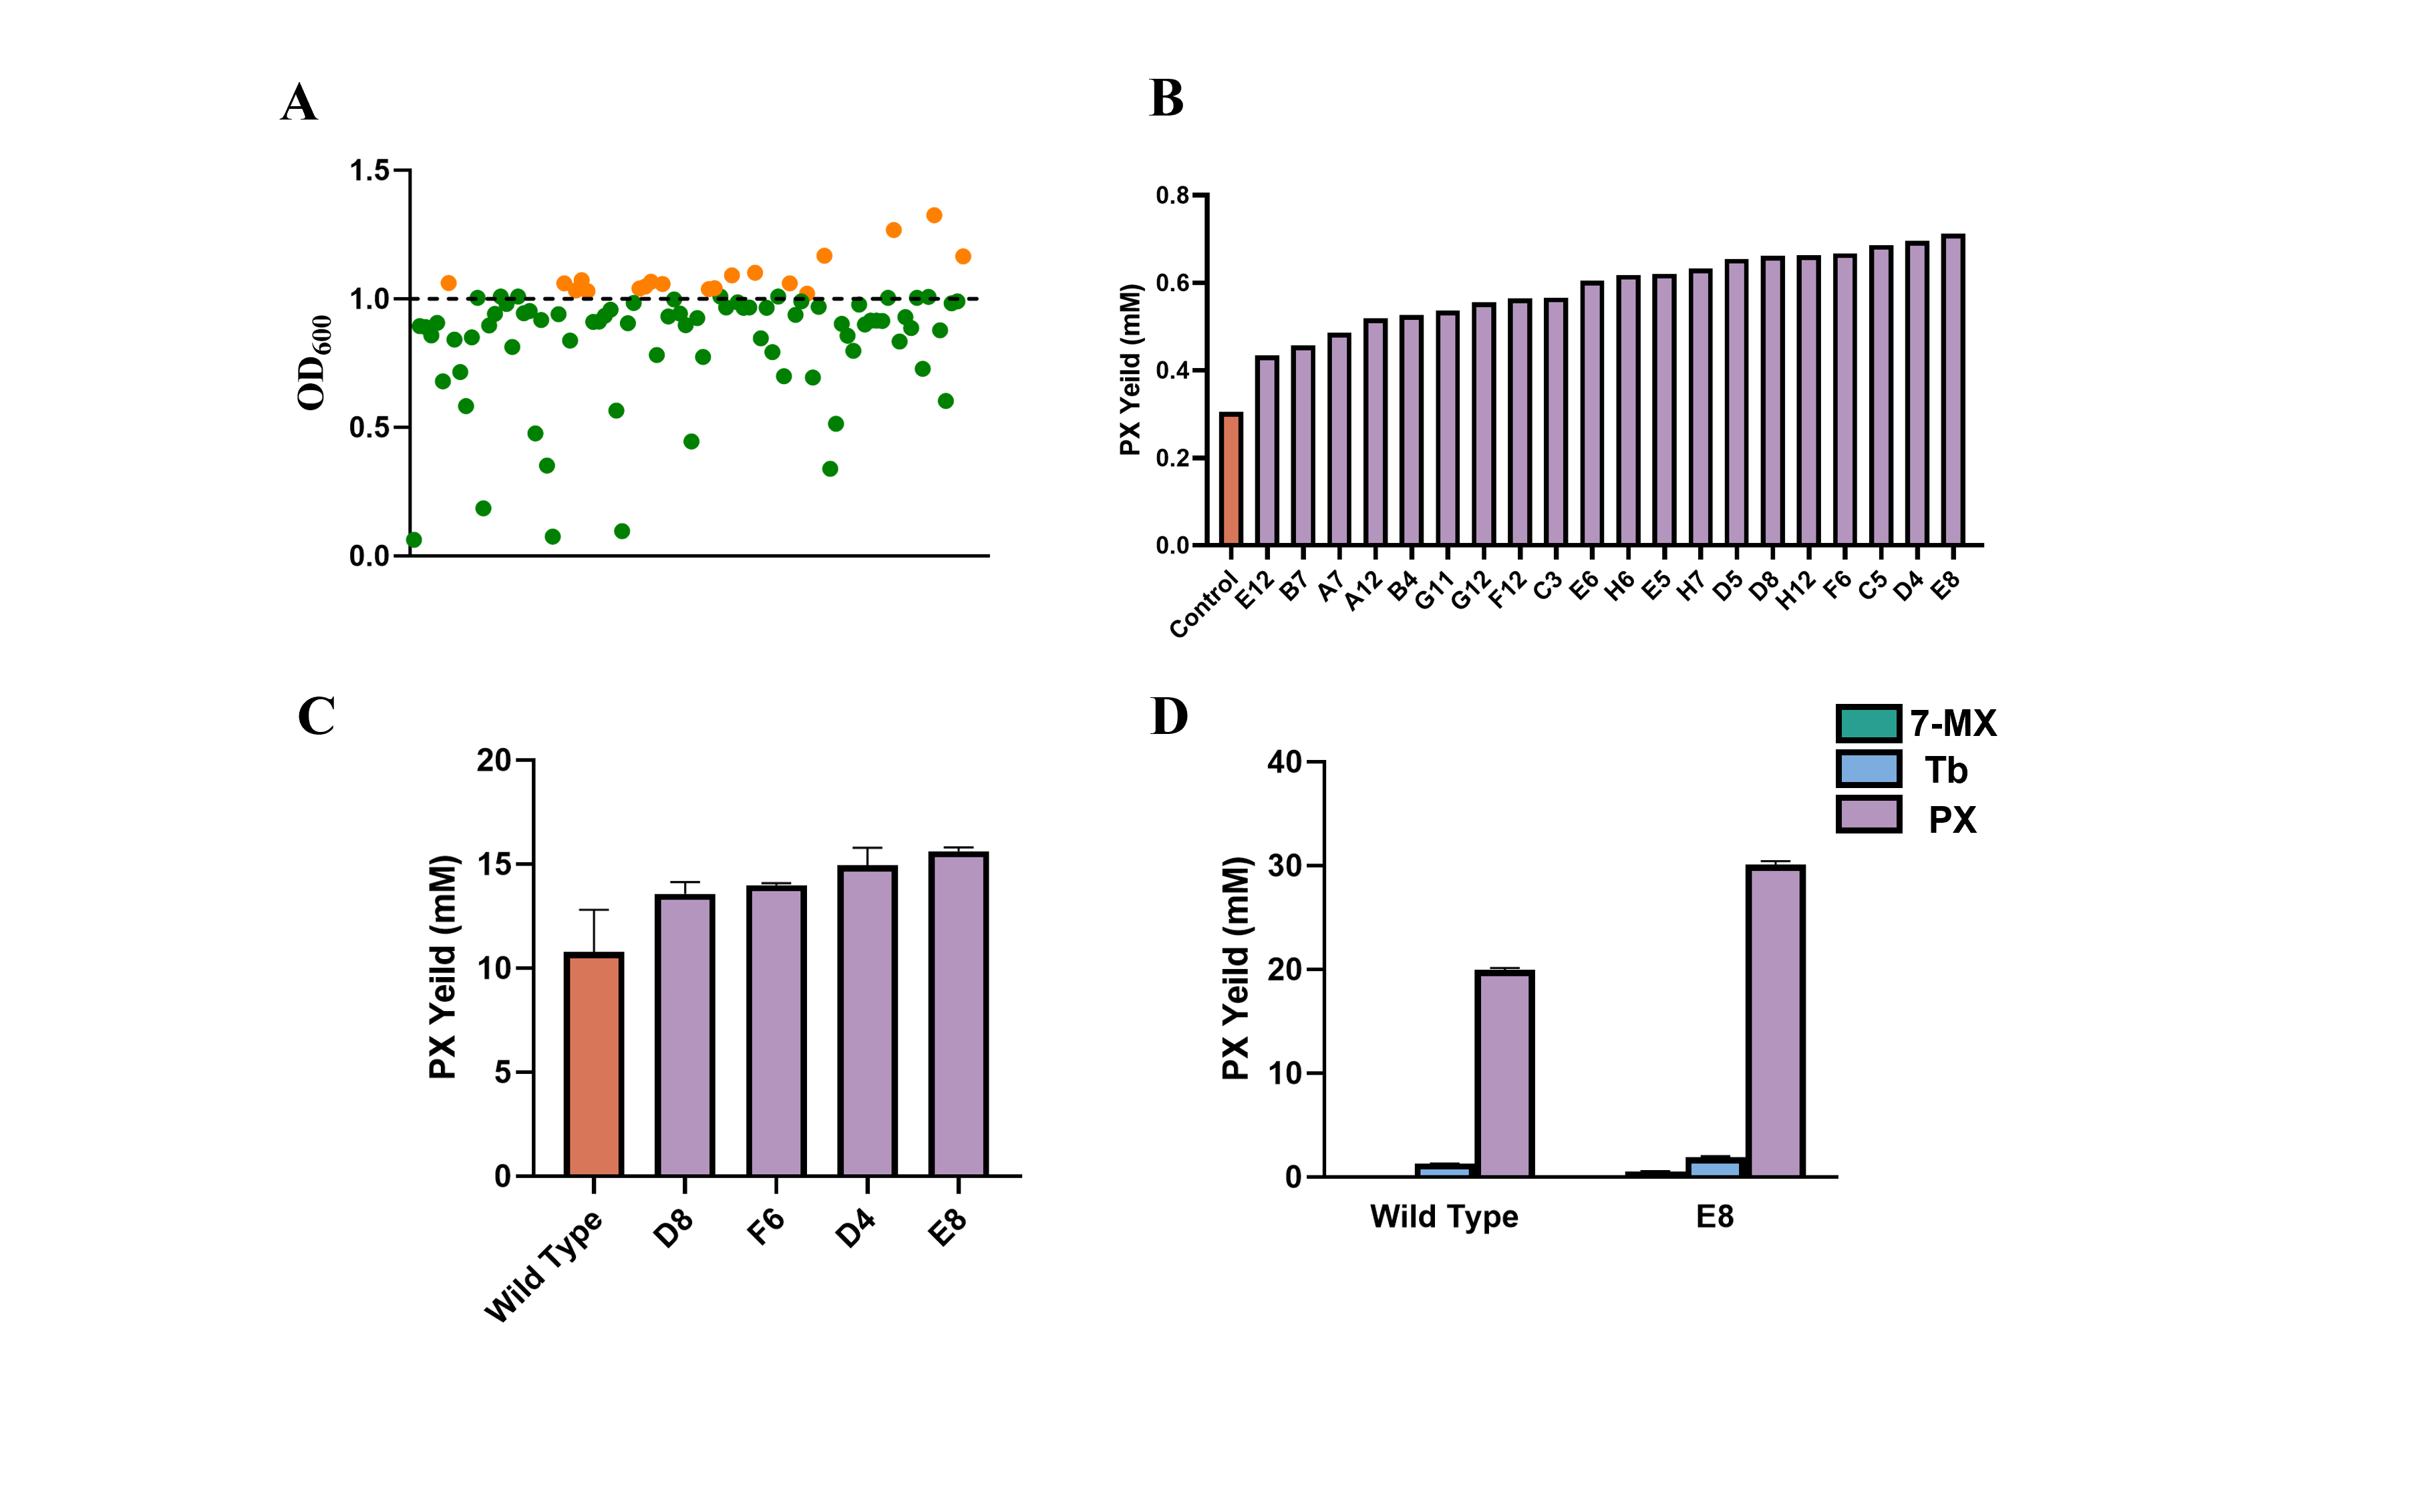 A
1.5
1.0
0.5
0.0
OD600
B
0.8
0.6
0.4
0.2
0.0
PX Yeild (mM)
Control E12 B7 A7 A12 B4 G11 G12 F12 C3 E6 H6 E5 H7 D5 D8 H12 F6 C5 D4 E8
C
20
15
10
5
0
PX Yeild (mM)
Wild Type D8 F6 D4 E8
D
7-MX
Tb
PX
40
30
20
10
0
PX Yeild (mM)
Wild Type E8